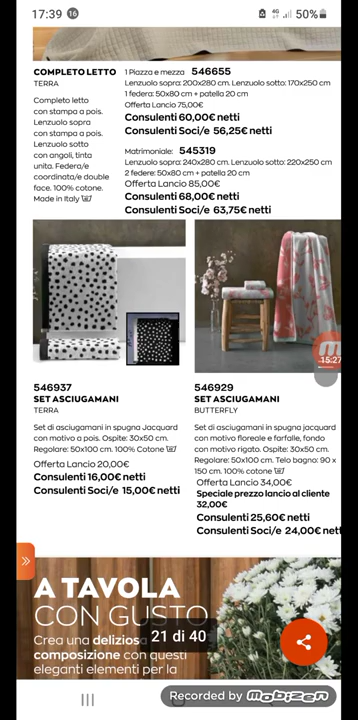 17:39 16 4G 50%
COMPLETO LETTO
TERRA
Completo letto
con stampa a pois.
Lenzuolo sopra
con stampa a pois.
Lenzuolo sotto
con angoli, tinta
unita. Federa/e
coordinata/e double
face. 100% cotone.
Made in Italy
1 Piazza e mezza 546655
Lenzuolo sopra: 200x280 cm. Lenzuolo sotto: 170x250 cm
1 federa: 50x80 cm + patella 20 cm
Offerta Lancio 75,00€
Consulenti 60,00€ netti
Consulenti Soci/e 56,25€ netti
Matrimoniale: 545319
Lenzuolo sopra: 240x280 cm. Lenzuolo sotto: 220x250 cm
2 federe: 50x80 cm + patella 20 cm
Offerta Lancio 85,00€
Consulenti 68,00€ netti
Consulenti Soci/e 63,75€ netti
15:27
546937
SET ASCIUGAMANI
TERRA
Set di asciugamani in spugna Jacquard
con motivo a pois. Ospite: 30x50 cm.
Regolare: 50x100 cm. 100% Cotone
Offerta Lancio 20,00€
Consulenti 16,00€ netti
Consulenti Soci/e 15,00€ netti
546929
SET ASCIUGAMANI
BUTTERFLY
Set di asciugamani in spugna jacquard
con motivo floreale e farfalle, fondo
con motivo rigato. Ospite: 30x50 cm.
Regolare: 50x100 cm. Telo bagno: 90 x
150 cm. 100% cotone
Offerta Lancio 34,00€
Speciale prezzo lancio al cliente
32,00€
Consulenti 25,60€ netti
Consulenti Soci/e 24,00€ nett
»
A TAVOLA
CON GUSTO
Crea una deliziosa
composizione con questi
eleganti elementi per la
21 di 40
Recorded by mobizen